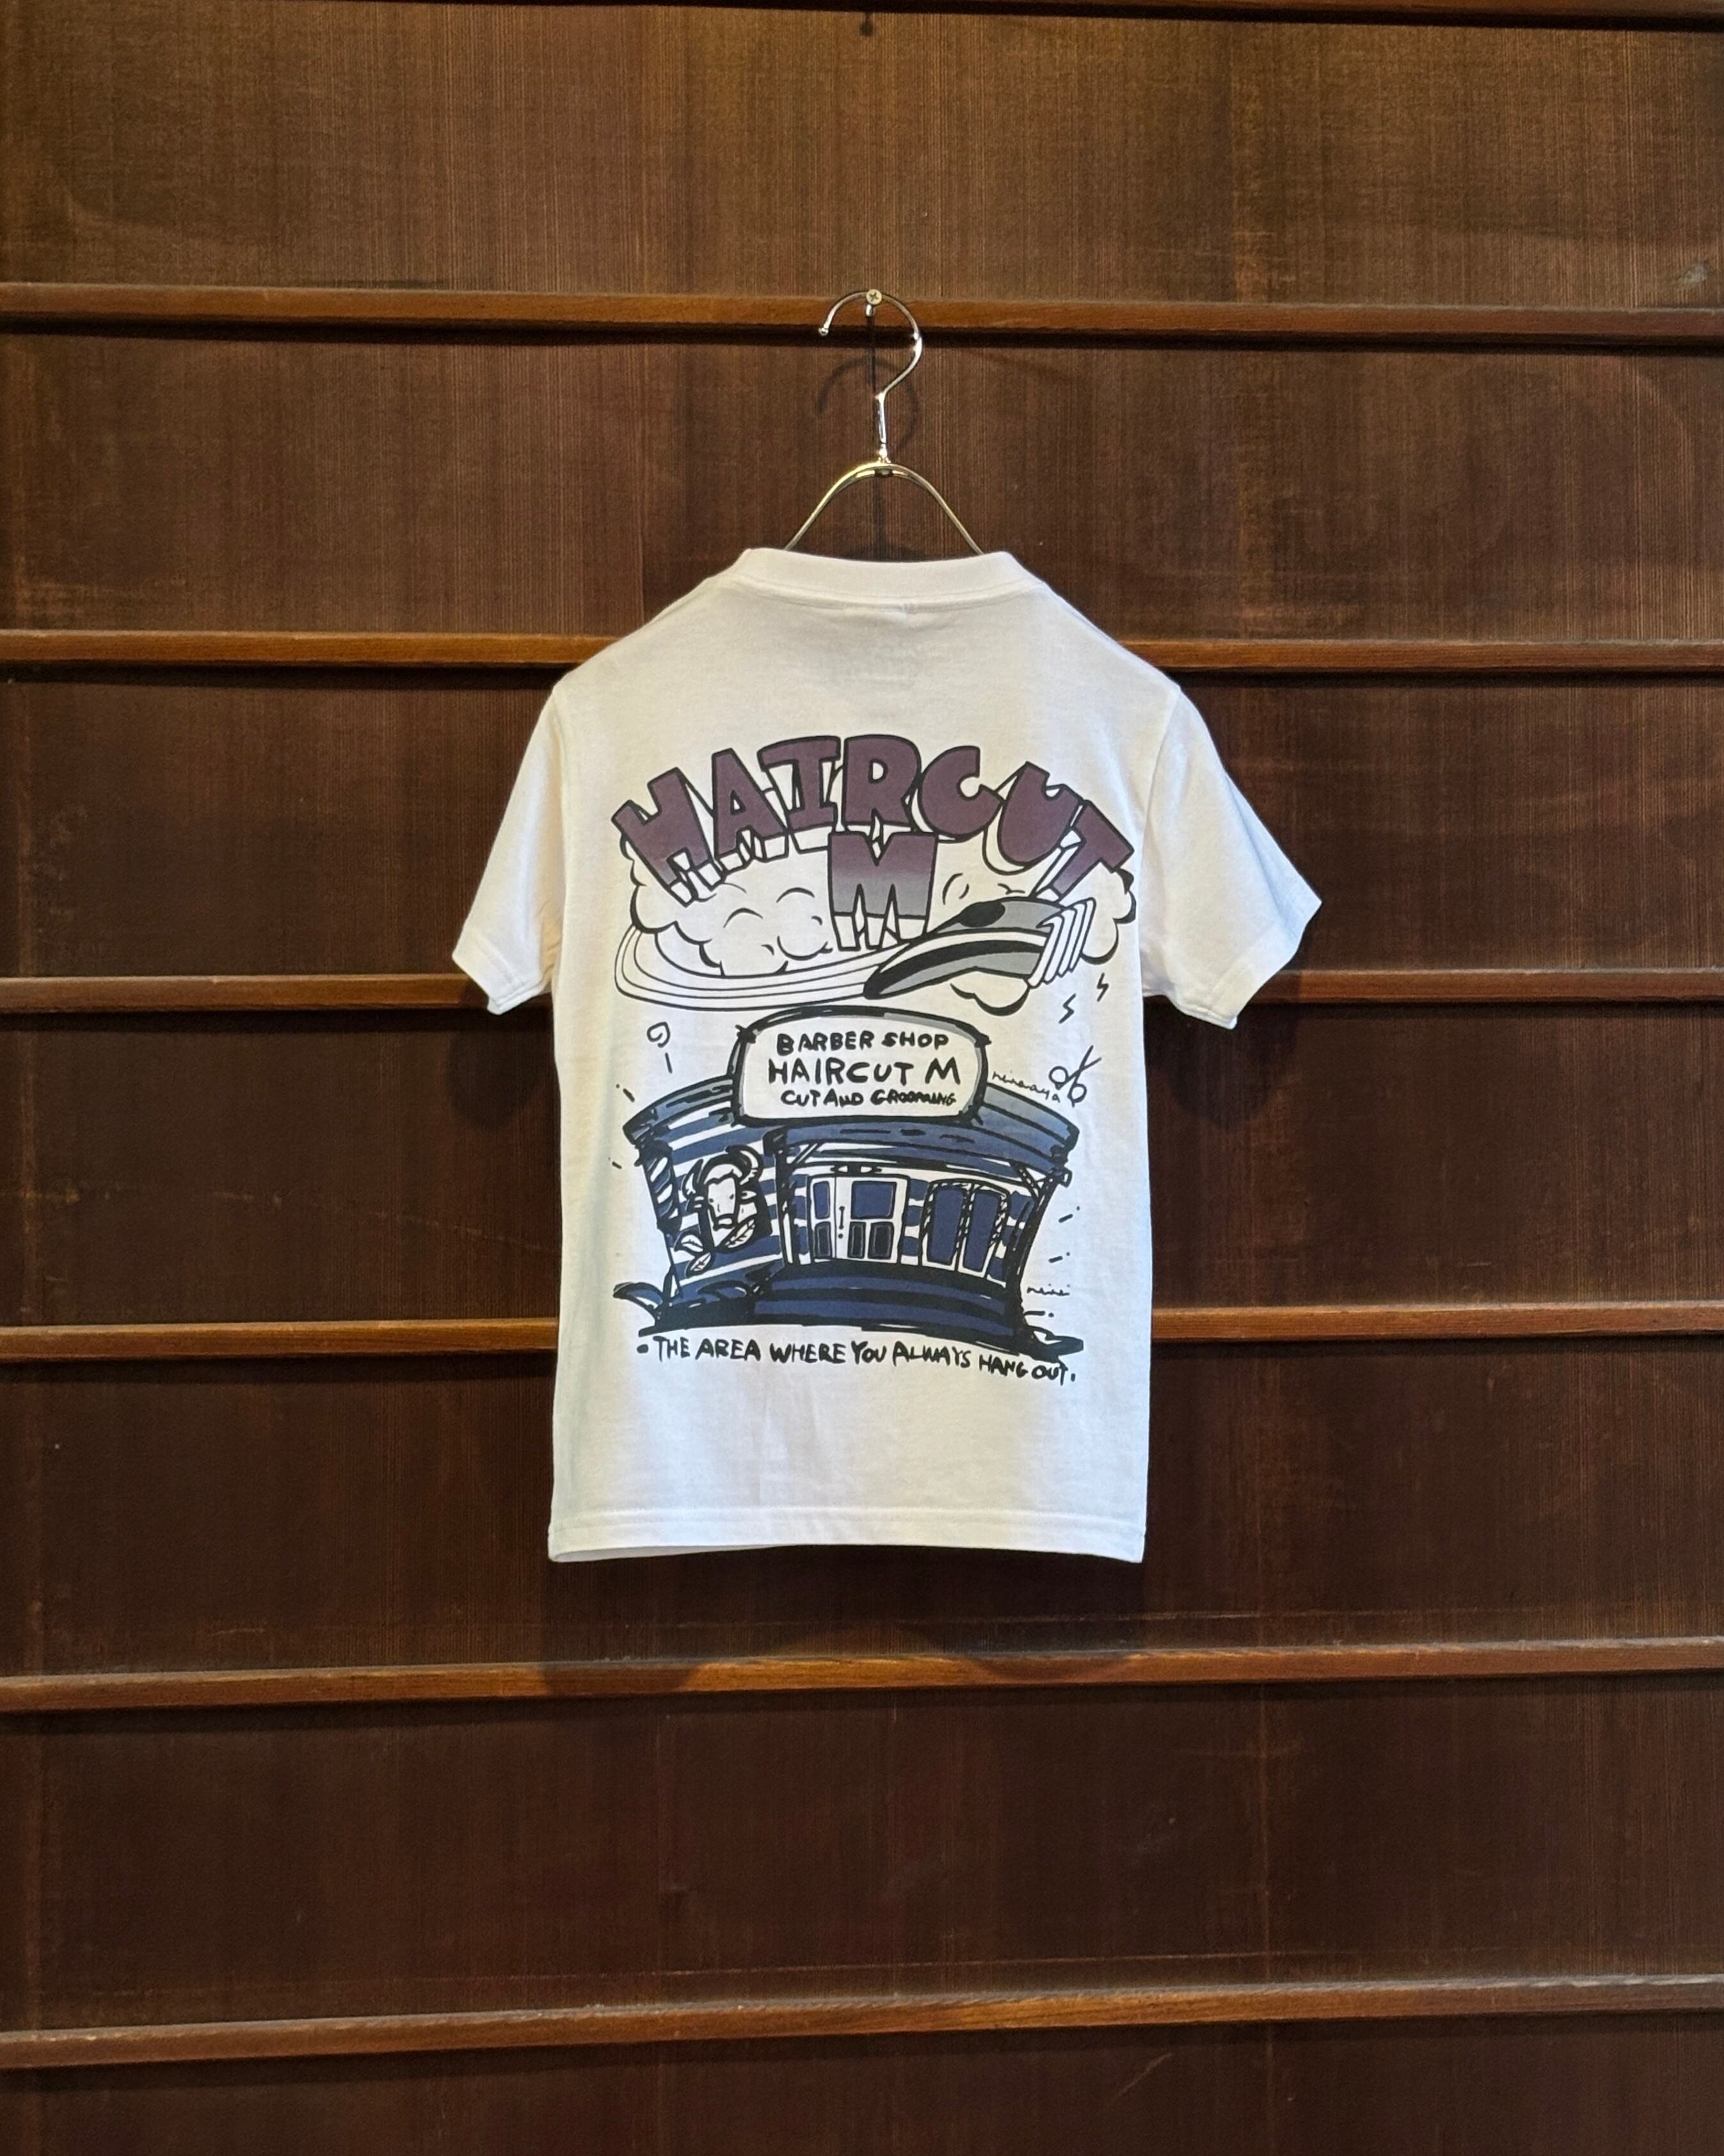 HAIRCUT
M
BARBER SHOP
HAIRCUT M
CUT AND GROOMING
• THE AREA WHERE YOU ALWAYS HANG OUT.